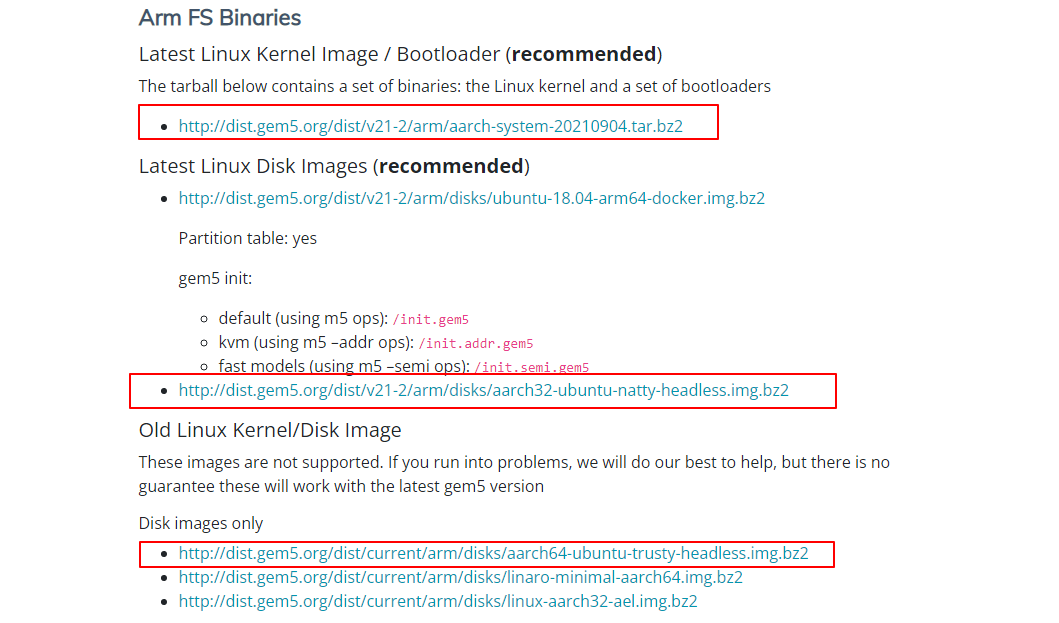 Arm FS Binaries
Latest Linux Kernel Image / Bootloader (recommended)
The tarball below contains a set of binaries: the Linux kernel and a set of bootloaders
http://dist.gem5.org/dist/v21-2/arm/aarch-system-20210904.tar.bz2
Latest Linux Disk Images (recommended)
http://dist.gem5.org/dist/v21-2/arm/disks/ubuntu-18.04-arm64-docker.img.bz2
Partition table: yes
gem5 init:
default (using m5 ops): /init.gem5
kvm (using m5 –addr ops): /init.addr.gem5
fast models (using m5 –semi ops): /init.semi.gem5
http://dist.gem5.org/dist/v21-2/arm/disks/aarch32-ubuntu-natty-headless.img.bz2
Old Linux Kernel/Disk Image
These images are not supported. If you run into problems, we will do our best to help, but there is no
guarantee these will work with the latest gem5 version
Disk images only
http://dist.gem5.org/dist/current/arm/disks/aarch64-ubuntu-trusty-headless.img.bz2
http://dist.gem5.org/dist/current/arm/disks/linaro-minimal-aarch64.img.bz2
http://dist.gem5.org/dist/current/arm/disks/linux-aarch32-ael.img.bz2